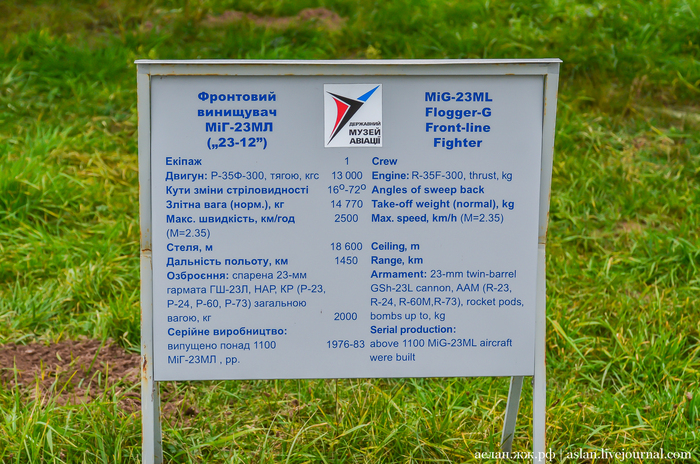 Фронтовий
винищувач
МіГ-23МЛ
(„23-12”)
ДЕРЖАВНИЙ
МУЗЕЙ
АВІАЦІЇ
MiG-23ML
Flogger-G
Front-line
Fighter
Екіпаж 1 Crew
Двигун: Р-35Ф-300, тягою, кгс 13 000 Engine: R-35F-300, thrust, kg
Кути зміни стріловидності 16º-72º Angles of sweep back
Злітна вага (норм.), кг 14 770 Take-off weight (normal), kg
Макс. швидкість, км/год 2500 Max. speed, km/h (M=2.35)
(М=2.35)
Стеля, м 18 600 Ceiling, m
Дальність польоту, км 1450 Range, km
Озброєння: спарена 23-мм
гармата ГШ-23Л, НАР, КР (Р-23,
Р-24, Р-60, Р-73) загальною
вагою, кг 2000
Armament: 23-mm twin-barrel
GSh-23L cannon, AAM (R-23,
R-24, R-60M,R-73), rocket pods,
bombs up to, kg
Серійне виробництво:
випущено понад 1100 1976-83
МіГ-23МЛ , рр.
Serial production:
above 1100 MiG-23ML aircraft
were built
аслан.жж.рф | aslan.livejournal.com